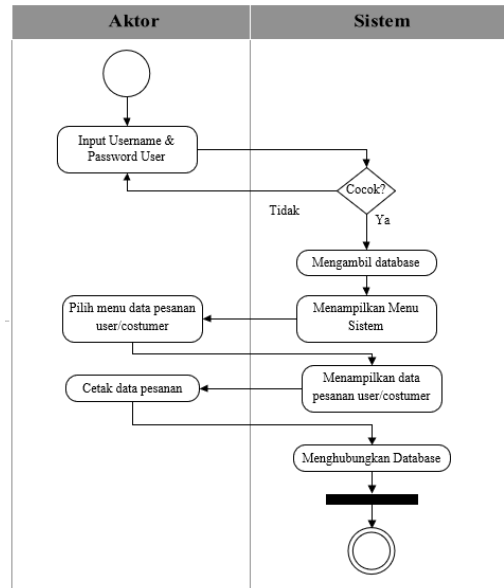 Aktor
Sistem
Input Username &
Password User
Cocok?
Tidak
Ya
Mengambil database
Pilih menu data pesanan
user/costumer
Menampilkan Menu
Sistem
Cetak data pesanan
Menampilkan data
pesanan user/costumer
Menghubungkan Database